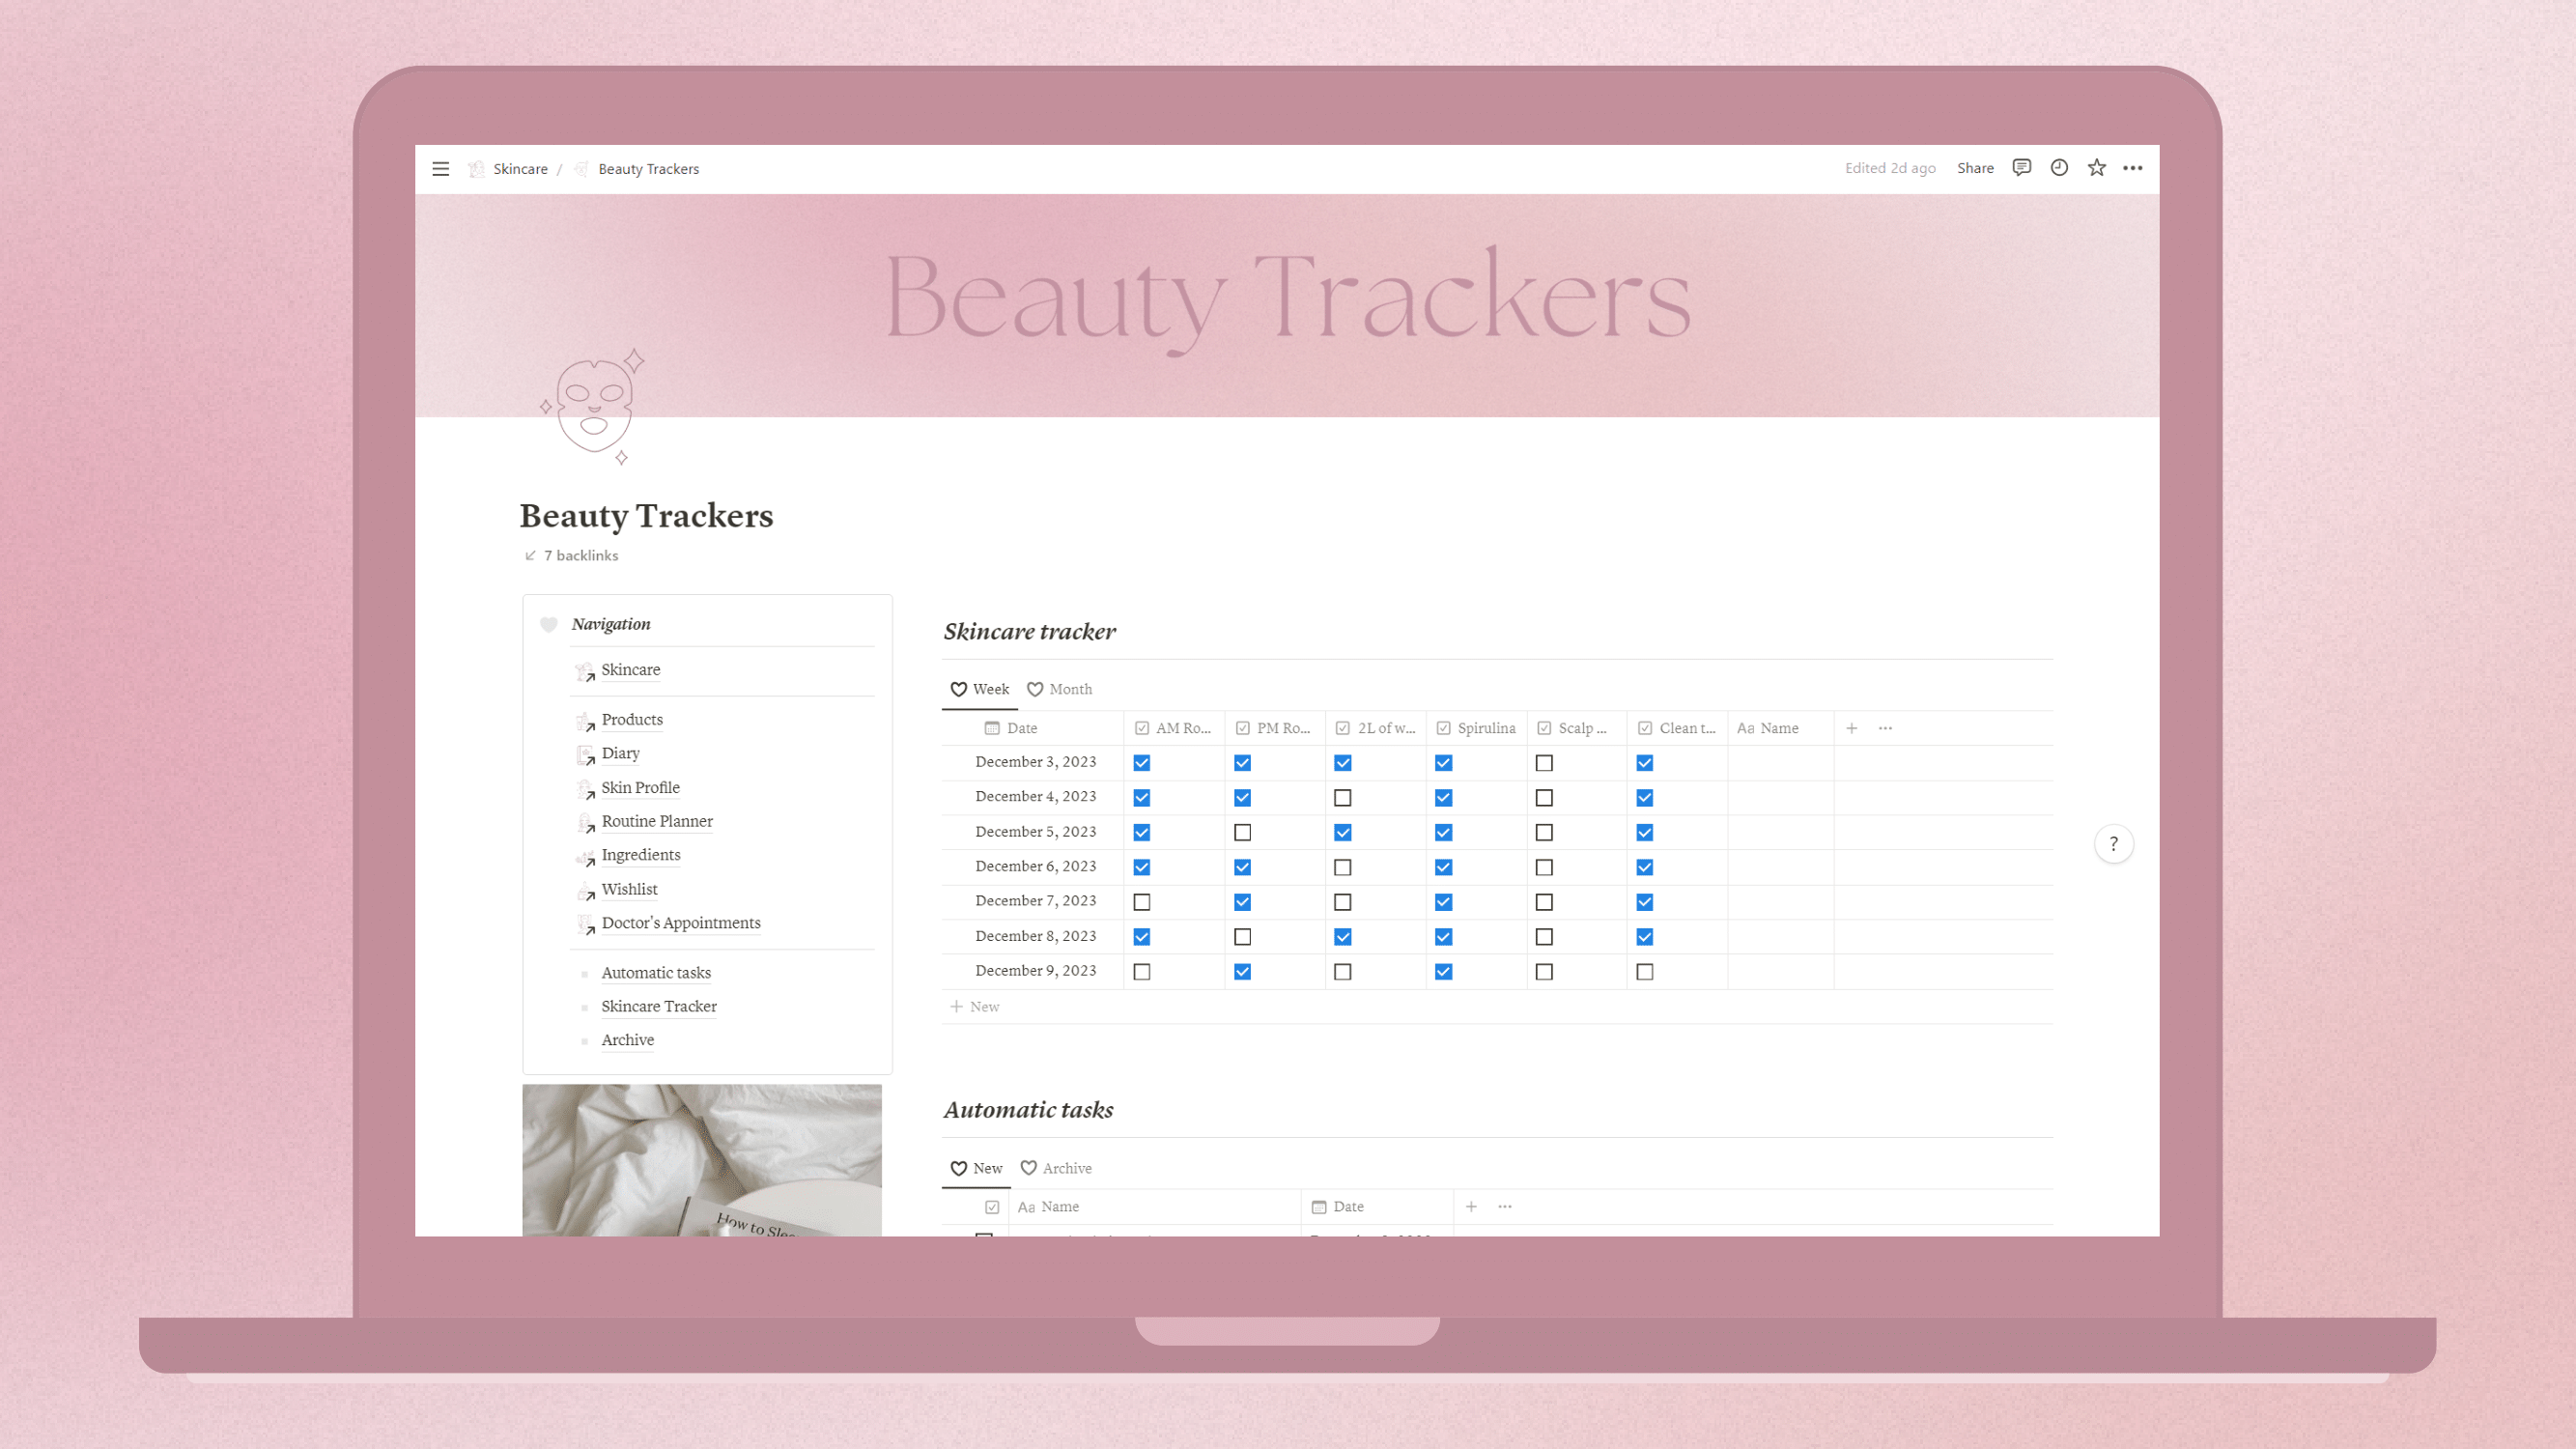 Skincare / Beauty Trackers
Edited 2d ago Share
Beauty Trackers
Beauty Trackers
7 backlinks
Navigation
Skincare
Products
Diary
Skin Profile
Routine Planner
Ingredients
Wishlist
Doctor's Appointments
Automatic tasks
Skincare Tracker
Archive
How to Slee
Skincare tracker
Week Month
Date AM Ro... PM Ro... 2L of w... Spirulina Scalp ... Clean t... Aa Name + ...
December 3, 2023
December 4, 2023
December 5, 2023
December 6, 2023
December 7, 2023
December 8, 2023
December 9, 2023
+ New
?
Automatic tasks
New Archive
Aa Name Date + ...